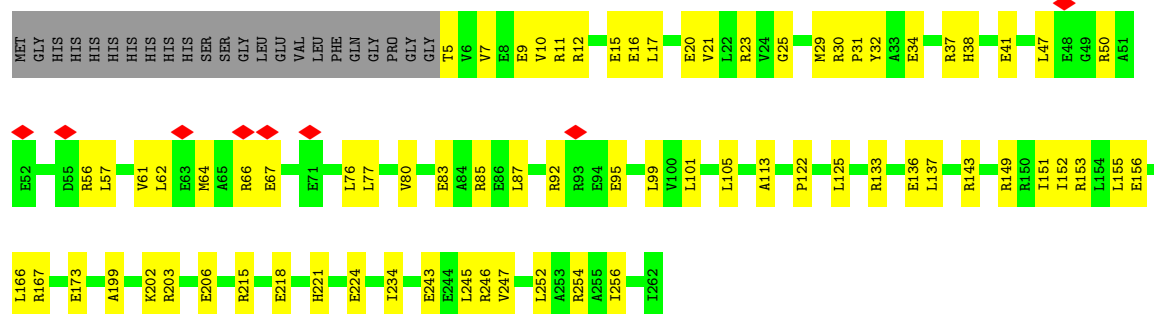 MET GLY HIS HIS HIS HIS HIS HIS HIS HIS HIS HIS SER SER GLY LEU GLU VAL LEU PHE GLN GLY PRO GLY GLY T5 V6 V7 E8 E9 V10 R11 R12 E15 E16 L17 E20 V21 L22 R23 V24 G25 M29 R30 P31 Y32 A33 E34 R37 H38 E41 L47 E48 G49 R50 A51
E52 D55 R56 L57 V61 L62 E63 M64 A65 R66 E67 E71 L76 L77 V80 E83 A84 R85 E86 L87 R92 R93 E94 E95 L99 V100 L101 L105 A113 P122 L125 R133 E136 L137 R143 R149 R150 I151 I152 R153 L154 L155 E156
L166 R167 E173 A199 K202 R203 E206 R215 E218 H221 E224 I234 E243 E244 L245 R246 V247 L252 A253 R254 A255 I256 I262